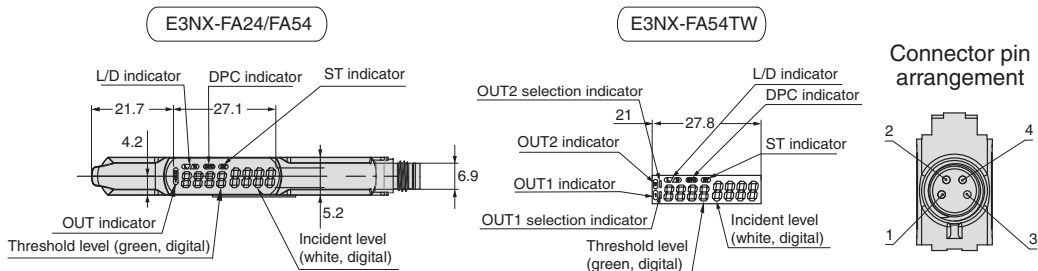 E3NX-FA24/FA54
L/D indicator
DPC indicator
ST indicator
21.7
27.1
4.2
6.9
5.2
OUT indicator
Threshold level (green, digital)
Incident level
(white, digital)
E3NX-FA54TW
L/D indicator
OUT2 selection indicator
DPC indicator
21
27.8
OUT2 indicator
ST indicator
OUT1 indicator
OUT1 selection indicator
Threshold level
(green, digital)
Incident level
(white, digital)
Connector pin
arrangement
2
4
1
3